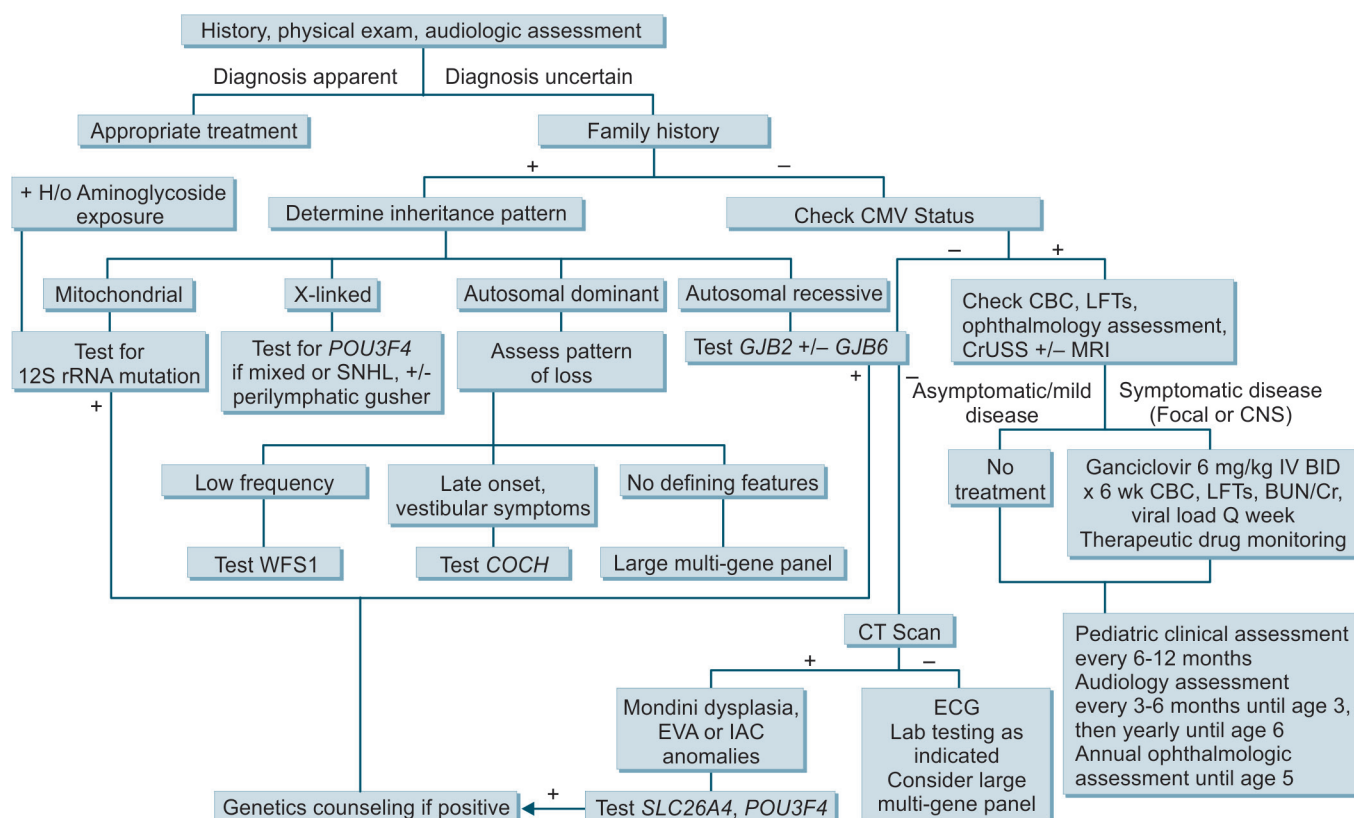 History, physical exam, audiologic assessment
Diagnosis apparent
Diagnosis uncertain
Appropriate treatment
Family history
+
–
+ H/o Aminoglycoside
exposure
Determine inheritance pattern
Check CMV Status
–
+
Mitochondrial
X-linked
Autosomal dominant
Autosomal recessive
Check CBC, LFTs,
ophthalmology assessment,
CrUSS +/– MRI
Test for
12S rRNA mutation
+
Test for POU3F4
if mixed or SNHL, +/-
perilymphatic gusher
Assess pattern
of loss
Test GJB2 +/– GJB6
+
–
Asymptomatic/mild
disease
Symptomatic disease
(Focal or CNS)
Low frequency
Late onset,
vestibular symptoms
No defining features
No
treatment
Ganciclovir 6 mg/kg IV BID
x 6 wk CBC, LFTs, BUN/Cr,
viral load Q week
Therapeutic drug monitoring
Test WFS1
Test COCH
Large multi-gene panel
CT Scan
+
–
Pediatric clinical assessment
every 6-12 months
Audiology assessment
every 3-6 months until age 3,
then yearly until age 6
Annual ophthalmologic
assessment until age 5
Mondini dysplasia,
EVA or IAC
anomalies
ECG
Lab testing as
indicated
Consider large
multi-gene panel
Genetics counseling if positive
+
Test SLC26A4, POU3F4